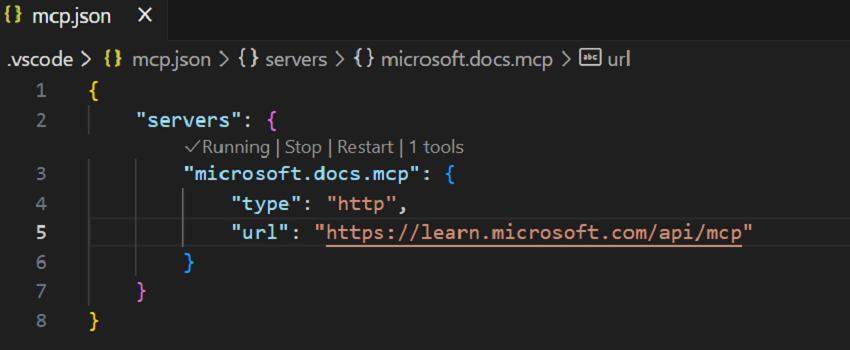 {} mcp.json ×
.vscode > {} mcp.json > {} servers > {} microsoft.docs.mcp > abc url
1 {
2 "servers": {
✓Running | Stop | Restart | 1 tools
3 "microsoft.docs.mcp": {
4 "type": "http",
5 "url": "https://learn.microsoft.com/api/mcp"
6 }
7 }
8 }